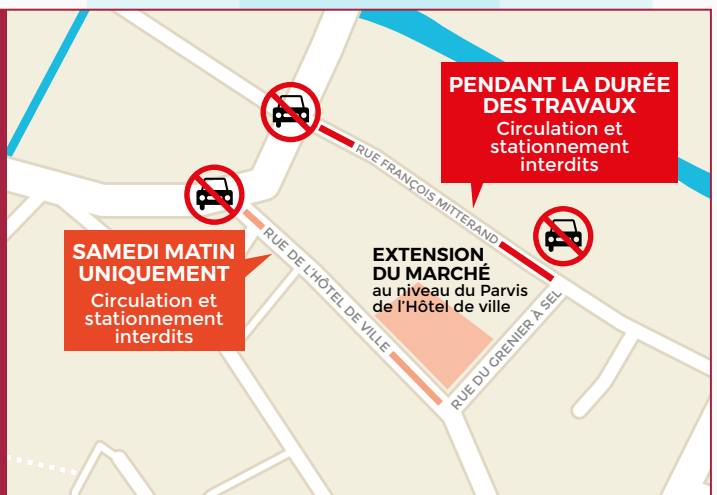 PENDANT LA DURÉE
DES TRAVAUX
Circulation et
stationnement
interdits
RUE FRANÇOIS MITTERAND
SAMEDI MATIN
UNIQUEMENT
Circulation et
stationnement
interdits
RUE DE L'HÔTEL DE VILLE
EXTENSION
DU MARCHÉ
au niveau du Parvis
de l'Hôtel de ville
RUE DU GRENIER À SEL